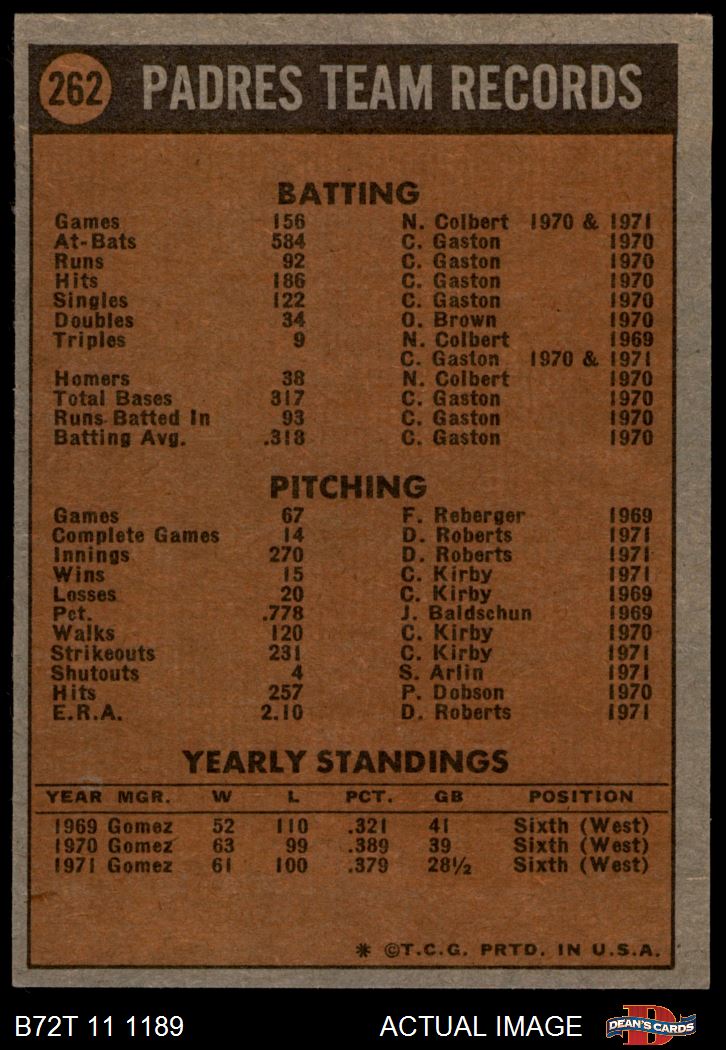 262 PADRES TEAM RECORDS
BATTING
Games 156 N. Colbert 1970 & 1971
At-Bats 584 C. Gaston 1970
Runs 92 C. Gaston 1970
Hits 186 C. Gaston 1970
Singles 122 C. Gaston 1970
Doubles 34 O. Brown 1970
Triples 9 N. Colbert 1969
C. Gaston 1970 & 1971
Homers 38 N. Colbert 1970
Total Bases 317 C. Gaston 1970
Runs Batted In 93 C. Gaston 1970
Batting Avg. .318 C. Gaston 1970
PITCHING
Games 67 F. Reberger 1969
Complete Games 14 D. Roberts 1971
Innings 270 D. Roberts 1971
Wins 15 C. Kirby 1971
Losses 20 C. Kirby 1969
Pct. .778 J. Baldschun 1969
Walks 120 C. Kirby 1970
Strikeouts 231 C. Kirby 1971
Shutouts 4 S. Arlin 1971
Hits 257 P. Dobson 1970
E.R.A. 2.10 D. Roberts 1971
YEARLY STANDINGS
YEAR MGR. W L PCT. GB POSITION
1969 Gomez 52 110 .321 41 Sixth (West)
1970 Gomez 63 99 .389 39 Sixth (West)
1971 Gomez 61 100 .379 28½ Sixth (West)
* ©T.C.G. PRTD. IN U.S.A.
B72T 11 1189 ACTUAL IMAGE D DEAN'S CARDS